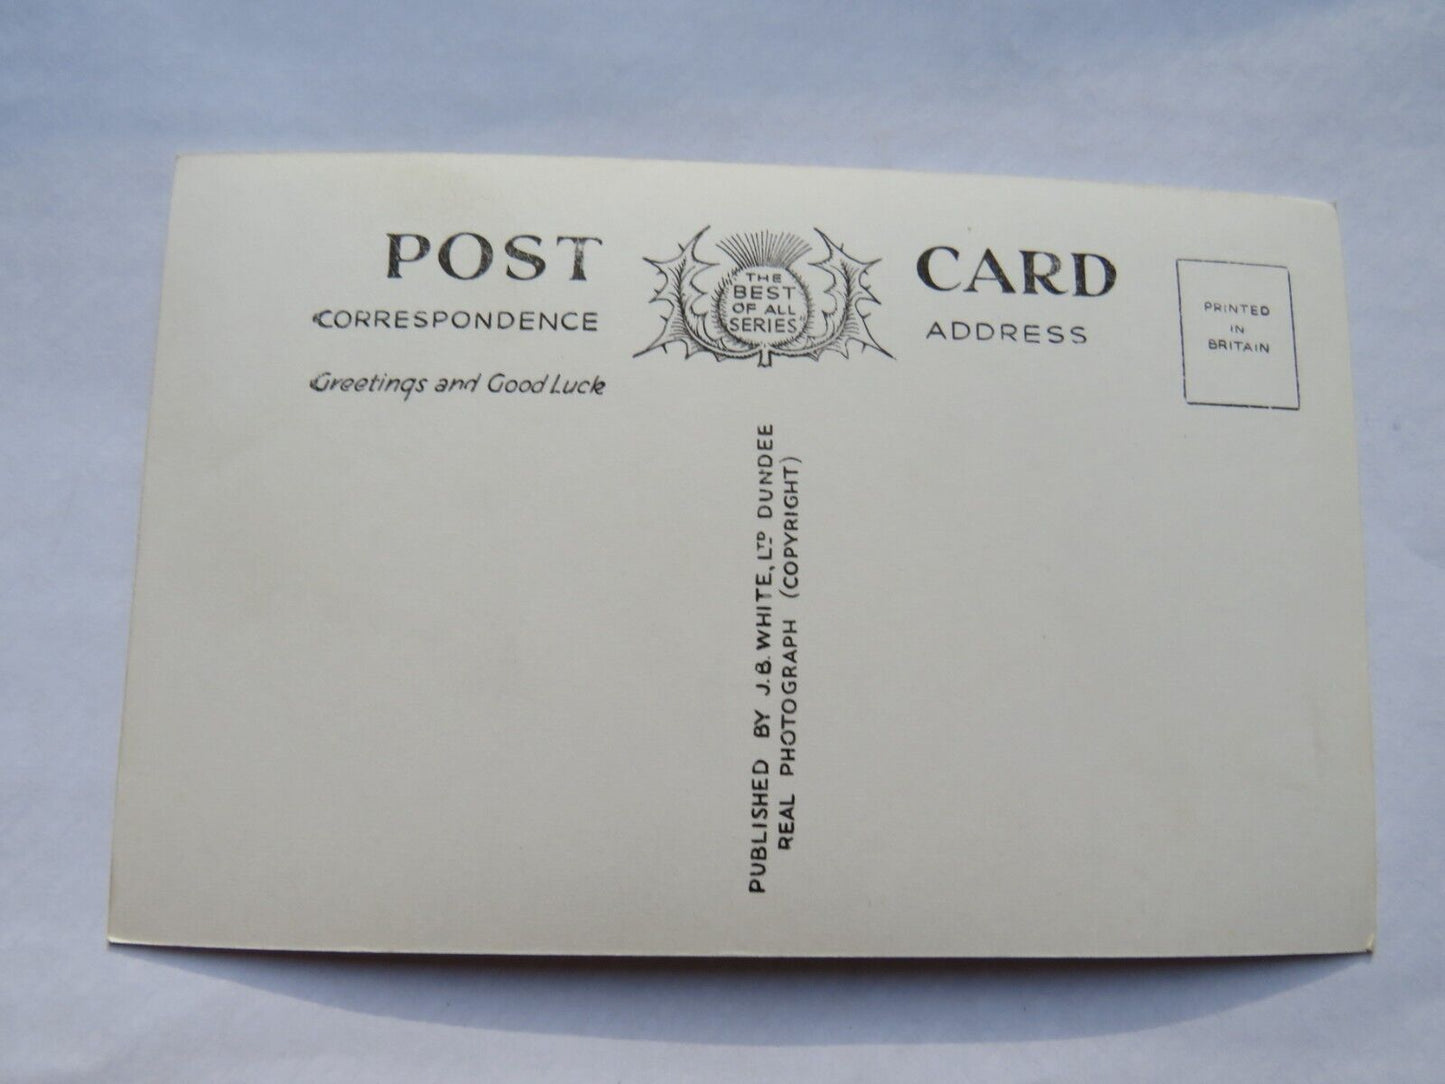 POST CARD
THE
BEST
OF ALL
SERIES
CORRESPONDENCE
ADDRESS
Greetings and Good Luck
PRINTED
IN
BRITAIN
PUBLISHED BY J.B. WHITE, LTD DUNDEE
REAL PHOTOGRAPH (COPYRIGHT)